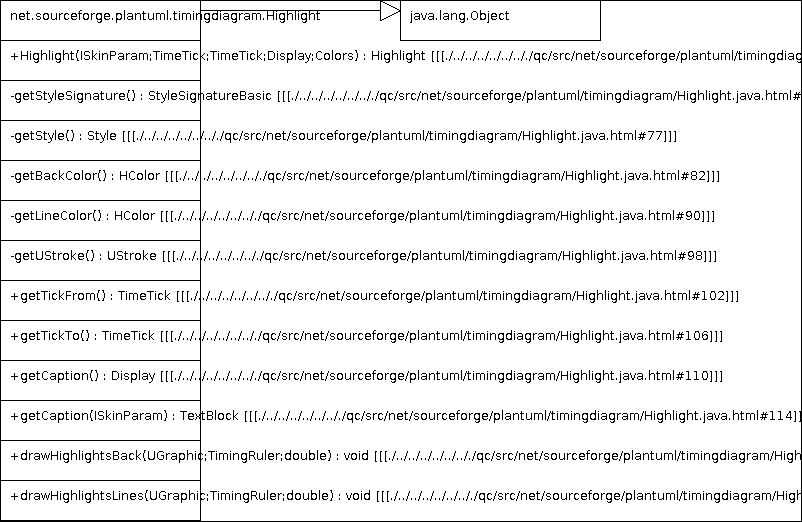 net.sourceforge.plantuml.timingdiagram.Highlight
java.lang.Object
+Highlight(ISkinParam;TimeTick;TimeTick;Display;Colors) : Highlight [[[./../../../../../../qc/src/net/sourceforge/plantuml/timingdiag
-getStyleSignature() : StyleSignatureBasic [[[./../../../../../../qc/src/net/sourceforge/plantuml/timingdiagram/Highlight.java.html#
-getStyle() : Style [[[./../../../../../../qc/src/net/sourceforge/plantuml/timingdiagram/Highlight.java.html#77]]]
-getBackColor() : HColor [[[./../../../../../../qc/src/net/sourceforge/plantuml/timingdiagram/Highlight.java.html#82]]]
-getLineColor() : HColor [[[./../../../../../../qc/src/net/sourceforge/plantuml/timingdiagram/Highlight.java.html#90]]]
-getUStroke() : UStroke [[[./../../../../../../qc/src/net/sourceforge/plantuml/timingdiagram/Highlight.java.html#98]]]
+getTickFrom() : TimeTick [[[./../../../../../../qc/src/net/sourceforge/plantuml/timingdiagram/Highlight.java.html#102]]]
+getTickTo() : TimeTick [[[./../../../../../../qc/src/net/sourceforge/plantuml/timingdiagram/Highlight.java.html#106]]]
+getCaption() : Display [[[./../../../../../../qc/src/net/sourceforge/plantuml/timingdiagram/Highlight.java.html#110]]]
+getCaption(ISkinParam) : TextBlock [[[./../../../../../../qc/src/net/sourceforge/plantuml/timingdiagram/Highlight.java.html#114]]
+drawHighlightsBack(UGraphic;TimingRuler;double) : void [[[./../../../../../../qc/src/net/sourceforge/plantuml/timingdiagram/High
+drawHighlightsLines(UGraphic;TimingRuler;double) : void [[[./../../../../../../qc/src/net/sourceforge/plantuml/timingdiagram/High